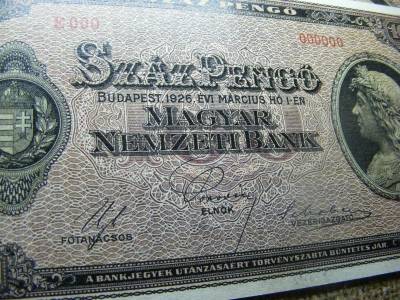 PENGŐ
E 000
000000
SZÁZ PENGŐ
BUDAPEST, 1926. ÉVI MÁRCIUS HÓ 1-ÉN
MAGYAR
NEMZETI BANK
ELNÖK
FŐTANÁCSOS
VEZÉRIGAZGATÓ
A BANKJEGYEK UTÁNZÁSÁÉRT TÖRVÉNYSZABTA BÜNTETÉS JÁR.